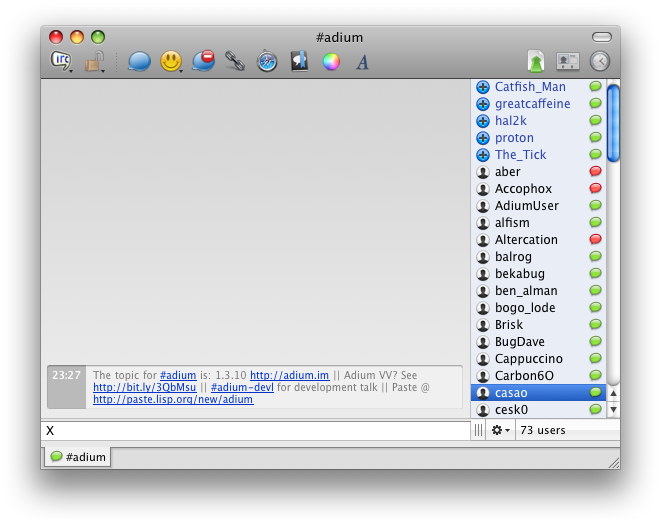 #adium
irc
A
Catfish_Man
greatcaffeine
hal2k
proton
The_Tick
aber
Accophox
AdiumUser
alfism
Altercation
balrog
bekabug
ben_alman
bogo_lode
Brisk
BugDave
Cappuccino
Carbon6O
casao
cesk0
23:27 The topic for #adium is: 1.3.10 http://adium.im || Adium VV? See
http://bit.ly/3QbMsu || #adium-devl for development talk || Paste @
http://paste.lisp.org/new/adium
X
73 users
#adium